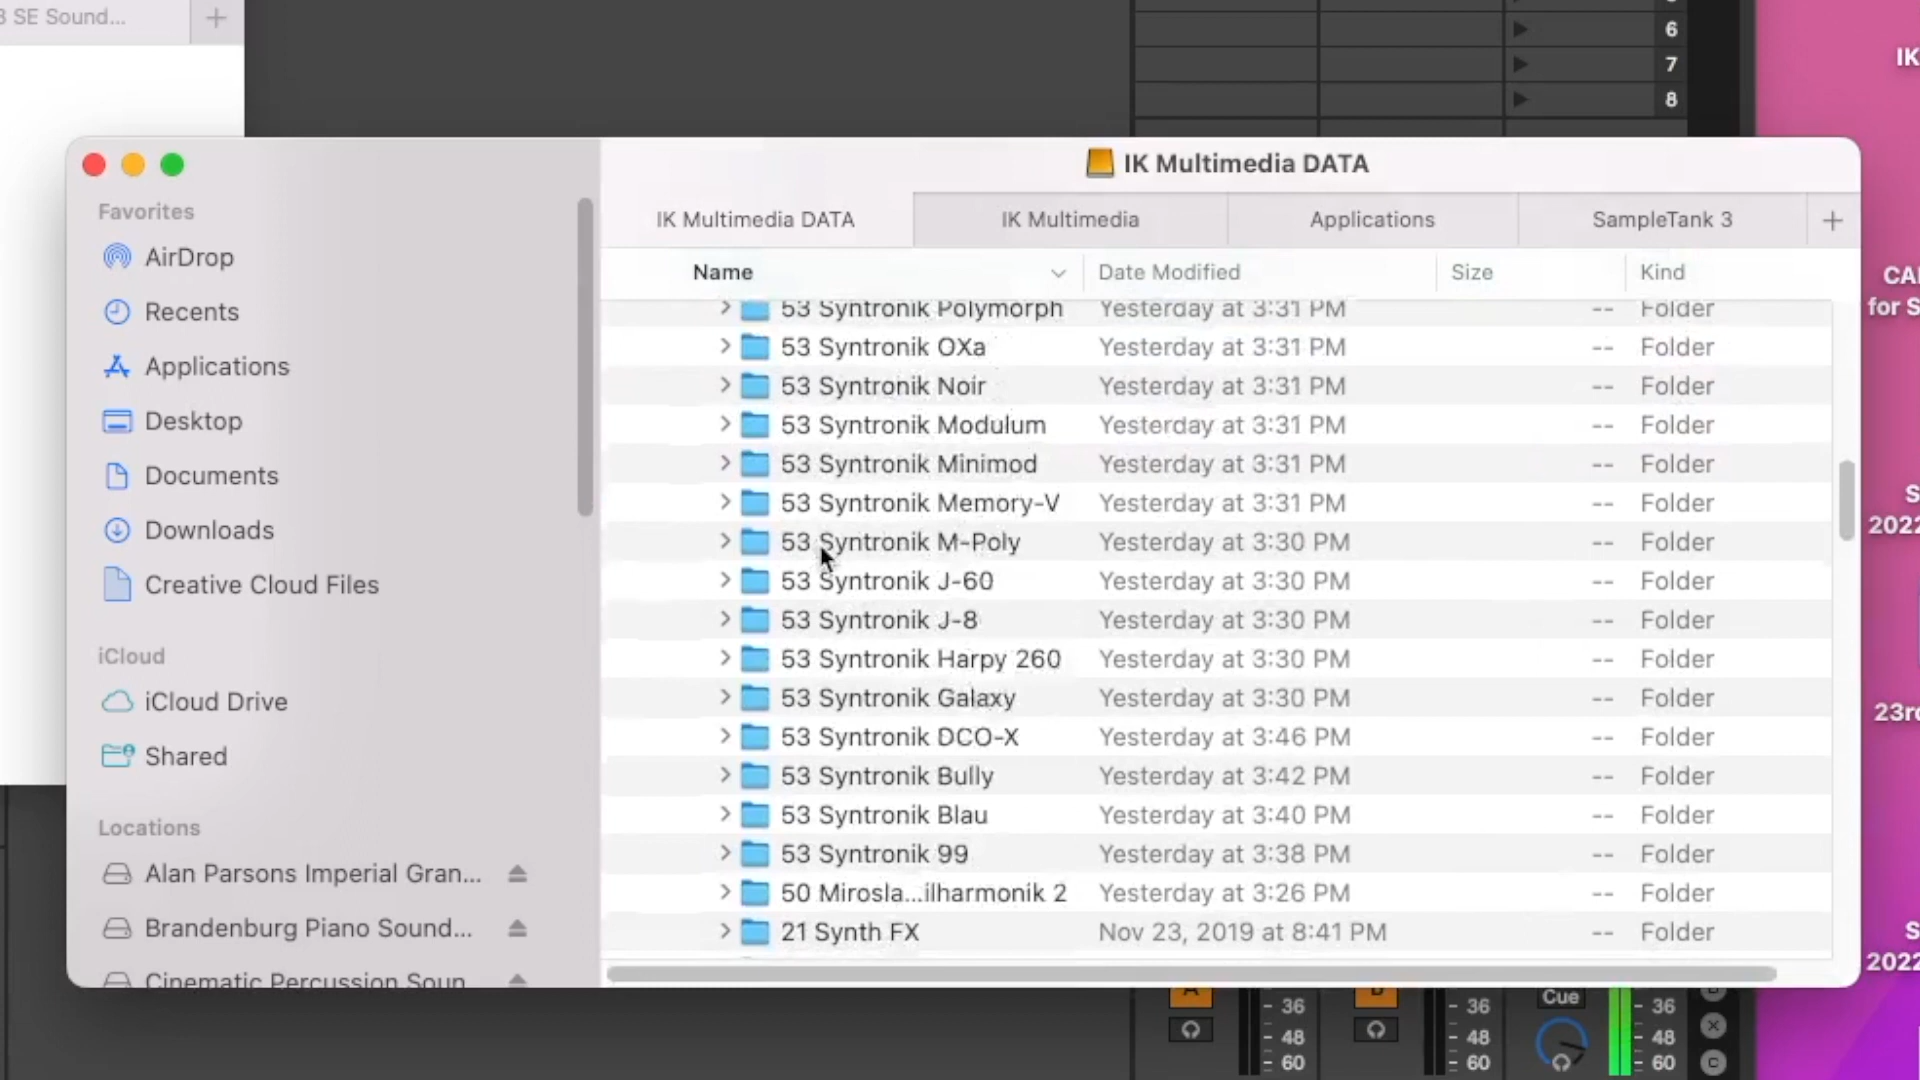 3 SE Sound...
+
6
7
8
IK
IK Multimedia DATA
IK Multimedia DATA
IK Multimedia
Applications
SampleTank 3
+
Favorites
AirDrop
Recents
Applications
Desktop
Documents
Downloads
Creative Cloud Files
iCloud
iCloud Drive
Shared
Locations
Alan Parsons Imperial Gran...
Brandenburg Piano Sound...
Cinematic Percussion Soun
Name Date Modified Size Kind
53 Syntronik Polymorph Yesterday at 3:31 PM -- Folder
53 Syntronik OXa Yesterday at 3:31 PM -- Folder
53 Syntronik Noir Yesterday at 3:31 PM -- Folder
53 Syntronik Modulum Yesterday at 3:31 PM -- Folder
53 Syntronik Minimod Yesterday at 3:31 PM -- Folder
53 Syntronik Memory-V Yesterday at 3:31 PM -- Folder
53 Syntronik M-Poly Yesterday at 3:30 PM -- Folder
53 Syntronik J-60 Yesterday at 3:30 PM -- Folder
53 Syntronik J-8 Yesterday at 3:30 PM -- Folder
53 Syntronik Harpy 260 Yesterday at 3:30 PM -- Folder
53 Syntronik Galaxy Yesterday at 3:30 PM -- Folder
53 Syntronik DCO-X Yesterday at 3:46 PM -- Folder
53 Syntronik Bully Yesterday at 3:42 PM -- Folder
53 Syntronik Blau Yesterday at 3:40 PM -- Folder
53 Syntronik 99 Yesterday at 3:38 PM -- Folder
50 Mirosla...ilharmonik 2 Yesterday at 3:26 PM -- Folder
21 Synth FX Nov 23, 2019 at 8:41 PM -- Folder
CA
for S
S
2022
23rd
S
2022
Cue
- 36 - 36 - 36
- 48 - 48 - 48 X
- 60 - 60 - 60 C